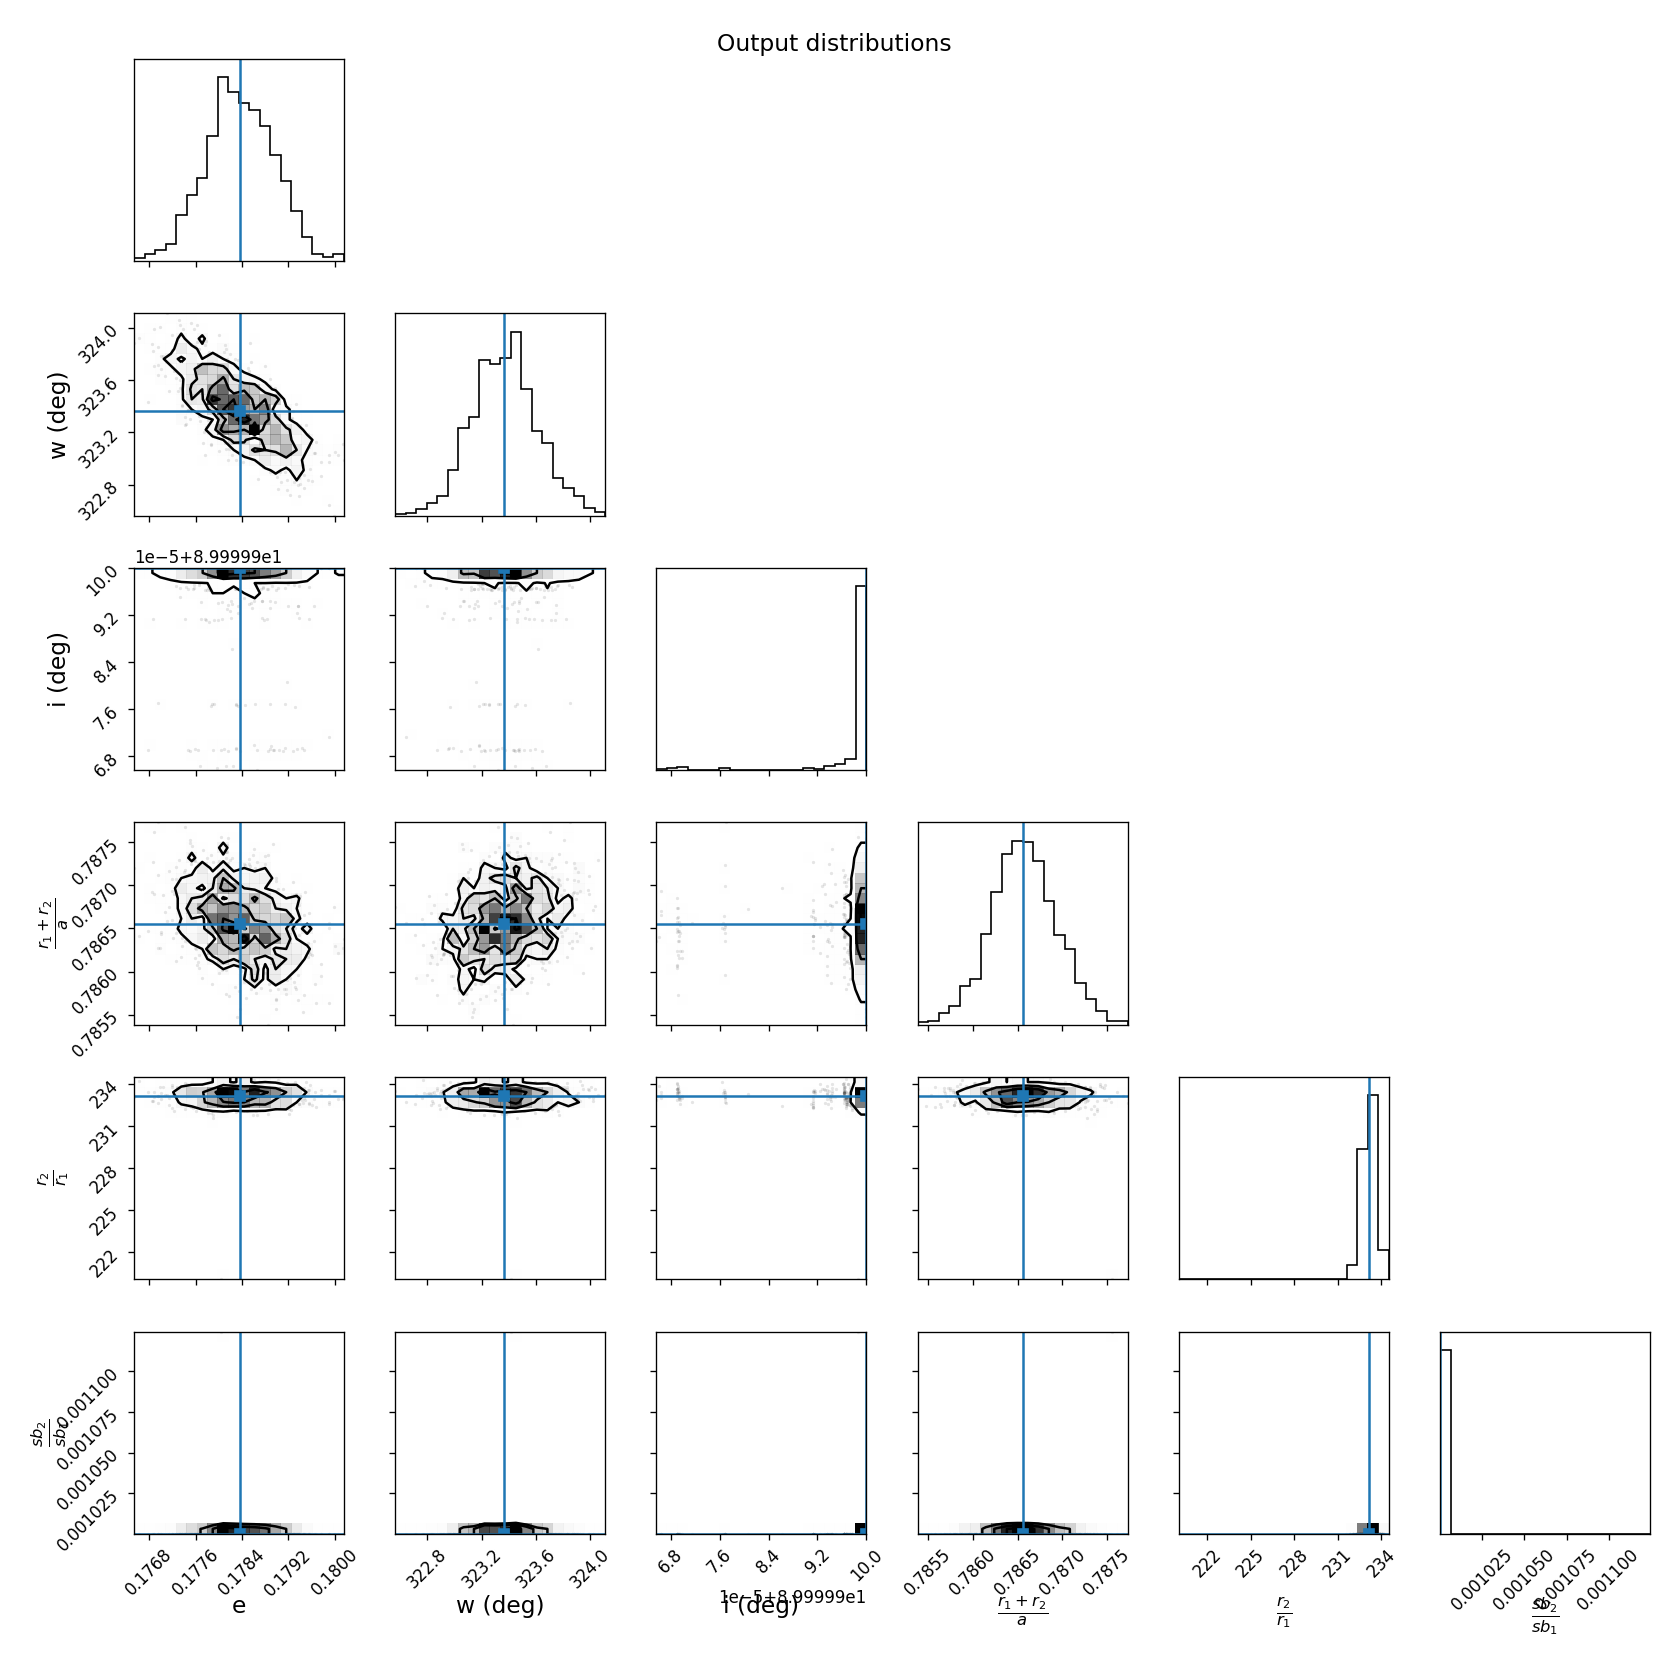 Output distributions
w (deg)
324.0
323.6
323.2
322.8
1e−5+8.99999e1
i (deg)
10.0
9.2
8.4
7.6
6.8
r₁ + r₂
a
0.7875
0.7870
0.7865
0.7860
0.7855
r₂
r₁
234
231
228
225
222
sb₂
sb₁
0.001100
0.001075
0.001050
0.001025
0.1768 0.1776 0.1784 0.1792 0.1800
322.8 323.2 323.6 324.0
6.8 7.6 8.4 9.2 10.0
0.7855 0.7860 0.7865 0.7870 0.7875
222 225 228 231 234
0.001025 0.001050 0.001075 0.001100
1e−5+8.99999e1
e
w (deg)
i (deg)
r₁ + r₂
a
r₂
r₁
sb₂
sb₁